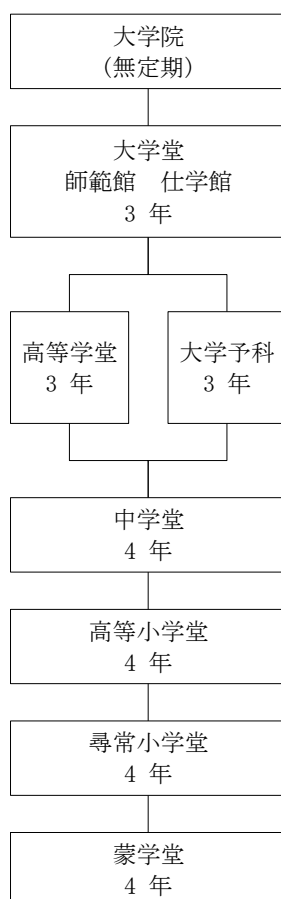 大学院
(無定期)
大学堂
師範館　仕学館
3 年
高等学堂
3 年
大学予科
3 年
中学堂
4 年
高等小学堂
4 年
尋常小学堂
4 年
蒙学堂
4 年